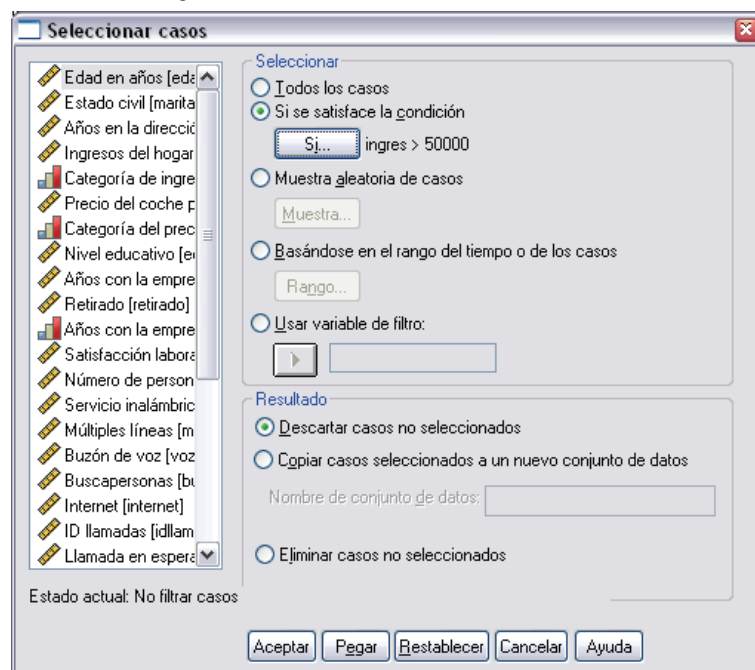 Seleccionar casos
Edad en años [eda
Estado civil [marita
Años en la direcció
Ingresos del hogar
Categoría de ingre
Precio del coche p
Categoría del prec
Nivel educativo [e
Años con la empre
Retirado [retirado]
Años con la empre
Satisfacción labora
Número de person
Servicio inalámbric
Múltiples líneas [m
Buzón de voz [voz
Buscapersonas [bu
Internet [internet]
ID llamadas [idllam
Llamada en espera
Estado actual: No filtrar casos
Seleccionar
Todos los casos
Si se satisface la condición
Si... ingres > 50000
Muestra aleatoria de casos
Muestra...
Basándose en el rango del tiempo o de los casos
Rango...
Usar variable de filtro:
Resultado
Descartar casos no seleccionados
Copiar casos seleccionados a un nuevo conjunto de datos
Nombre de conjunto de datos:
Eliminar casos no seleccionados
Aceptar Pegar Restablecer Cancelar Ayuda